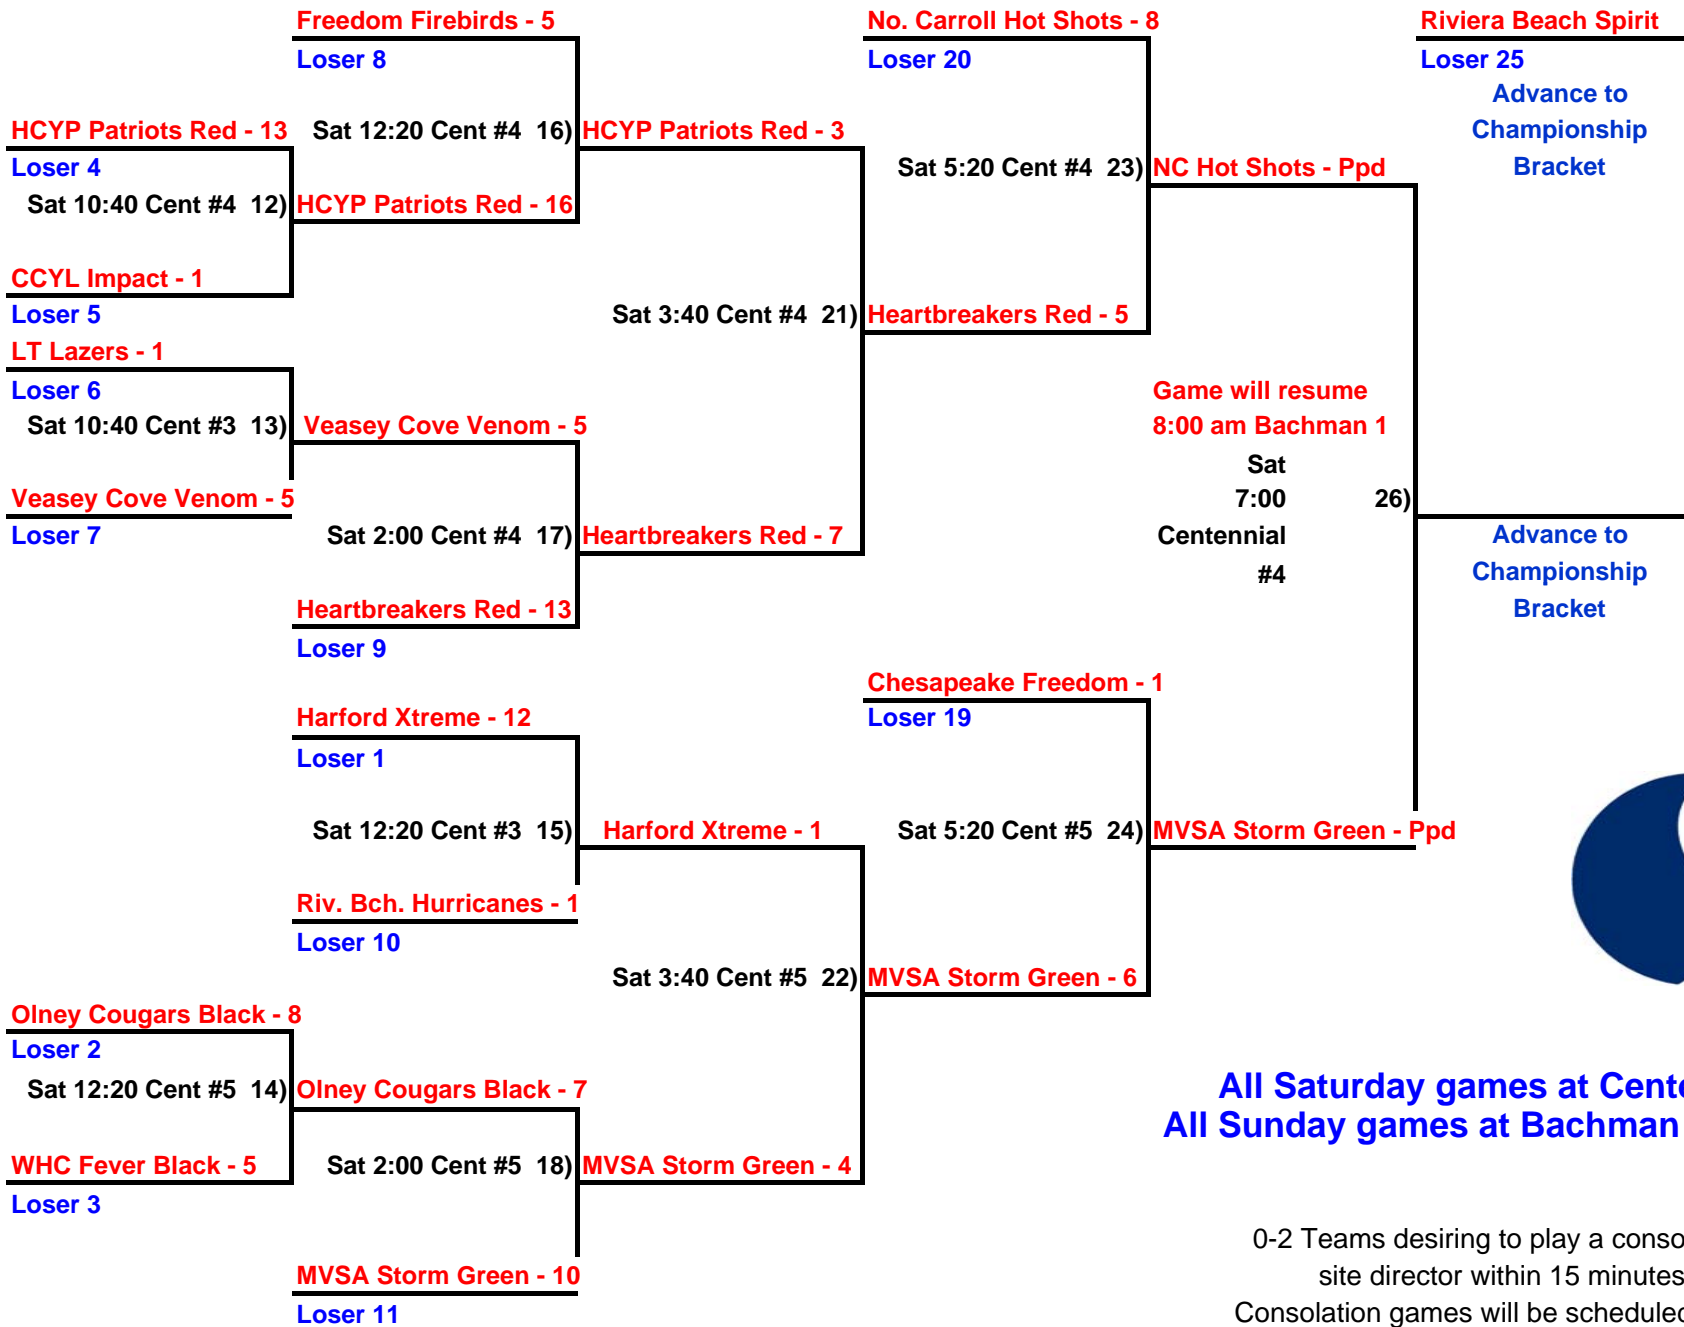 Freedom Firebirds - 5
No. Carroll Hot Shots - 8
Riviera Beach Spirit
Loser 8
Loser 20
Loser 25
Advance to
Championship
Bracket
HCYP Patriots Red - 13
Sat 12:20 Cent #4 16)
HCYP Patriots Red - 3
Loser 4
Sat 5:20 Cent #4 23)
NC Hot Shots - Ppd
Sat 10:40 Cent #4 12)
HCYP Patriots Red - 16
CCYL Impact - 1
Loser 5
Sat 3:40 Cent #4 21)
Heartbreakers Red - 5
LT Lazers - 1
Loser 6
Game will resume
8:00 am Bachman 1
Sat 10:40 Cent #3 13)
Veasey Cove Venom - 5
Sat
7:00 26)
Centennial
#4
Veasey Cove Venom - 5
Loser 7
Sat 2:00 Cent #4 17)
Heartbreakers Red - 7
Advance to
Championship
Bracket
Heartbreakers Red - 13
Loser 9
Chesapeake Freedom - 1
Loser 19
Harford Xtreme - 12
Loser 1
Sat 12:20 Cent #3 15)
Harford Xtreme - 1
Sat 5:20 Cent #5 24)
MVSA Storm Green - Ppd
Riv. Bch. Hurricanes - 1
Loser 10
Sat 3:40 Cent #5 22)
MVSA Storm Green - 6
Olney Cougars Black - 8
Loser 2
Sat 12:20 Cent #5 14)
Olney Cougars Black - 7
WHC Fever Black - 5
Loser 3
Sat 2:00 Cent #5 18)
MVSA Storm Green - 4
MVSA Storm Green - 10
Loser 11
All Saturday games at Cente
All Sunday games at Bachman
0-2 Teams desiring to play a conso
site director within 15 minutes
Consolation games will be scheduled